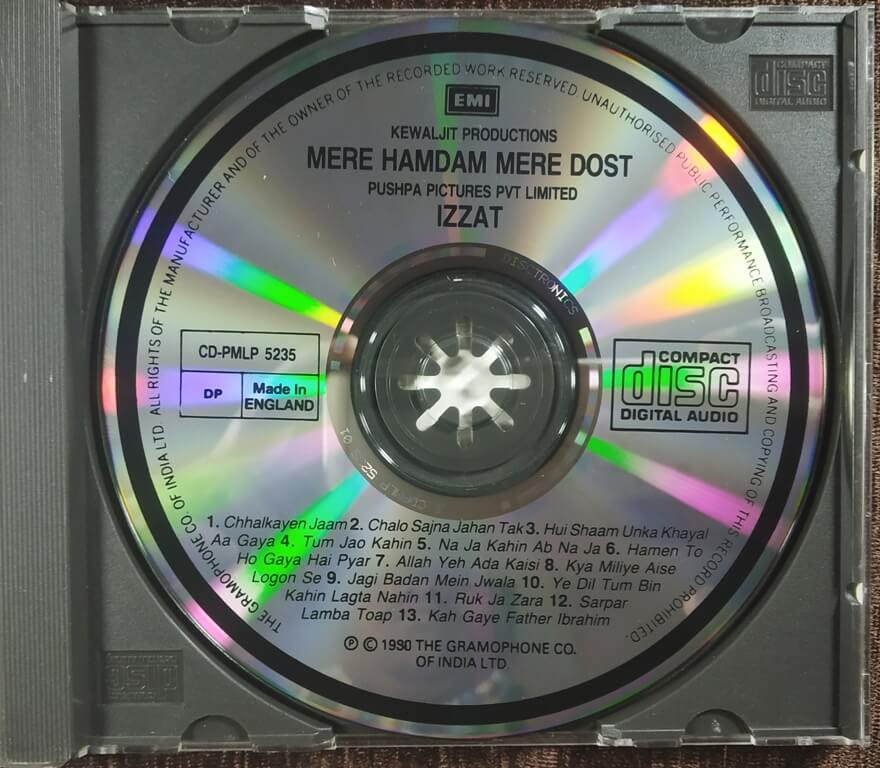 THE GRAMOPHONE CO. OF INDIA LTD. ALL RIGHTS OF THE MANUFACTURER AND OF THE OWNER OF THE RECORDED WORK RESERVED UNAUTHORISED PUBLIC PERFORMANCE BROADCASTING AND COPYING OF THIS RECORD PROHIBITED.
COMPACT
disc
DIGITAL AUDIO
EMI
KEWALJIT PRODUCTIONS
MERE HAMDAM MERE DOST
PUSHPA PICTURES PVT LIMITED
IZZAT
DISCTRONICS
CD-PMLP 5235
DP
Made In
ENGLAND
COMPACT
disc
DIGITAL AUDIO
1. Chhalkayen Jaam 2. Chalo Sajna Jahan Tak 3. Hui Shaam Unka Khayal
Aa Gaya 4. Tum Jao Kahin 5. Na Ja Kahin Ab Na Ja 6. Hamen To
Ho Gaya Hai Pyar 7. Allah Yeh Ada Kaisi 8. Kya Miliye Aise
Logon Se 9. Jagi Badan Mein Jwala 10. Ye Dil Tum Bin
Kahin Lagta Nahin 11. Ruk Ja Zara 12. Sarpar
Lamba Toap 13. Kah Gaye Father Ibrahim
℗ © 1990 THE GRAMOPHONE CO.
OF INDIA LTD.